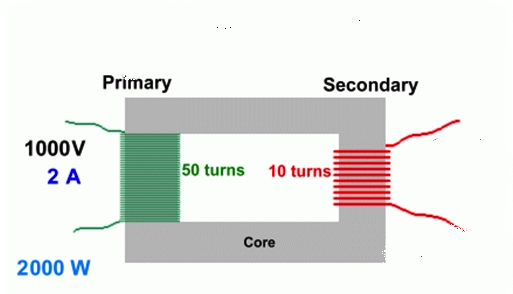 Primary
Secondary
1000V
2 A
50 turns
10 turns
Core
2000 W